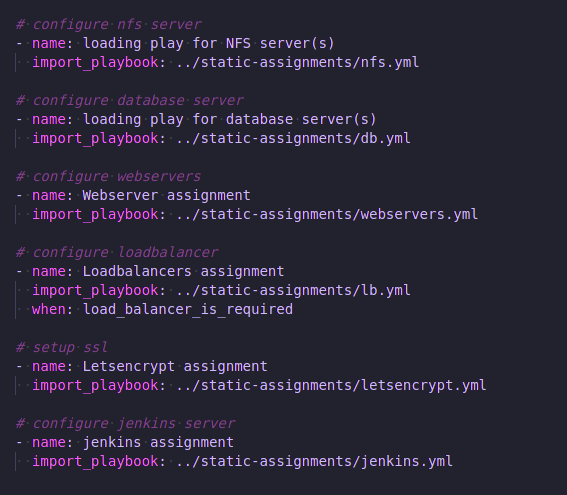 # configure nfs server
- name: loading play for NFS server(s)
  import_playbook: ../static-assignments/nfs.yml

# configure database server
- name: loading play for database server(s)
  import_playbook: ../static-assignments/db.yml

# configure webservers
- name: Webserver assignment
  import_playbook: ../static-assignments/webservers.yml

# configure loadbalancer
- name: Loadbalancers assignment
  import_playbook: ../static-assignments/lb.yml
  when: load_balancer_is_required

# setup ssl
- name: Letsencrypt assignment
  import_playbook: ../static-assignments/letsencrypt.yml

# configure jenkins server
- name: jenkins assignment
  import_playbook: ../static-assignments/jenkins.yml